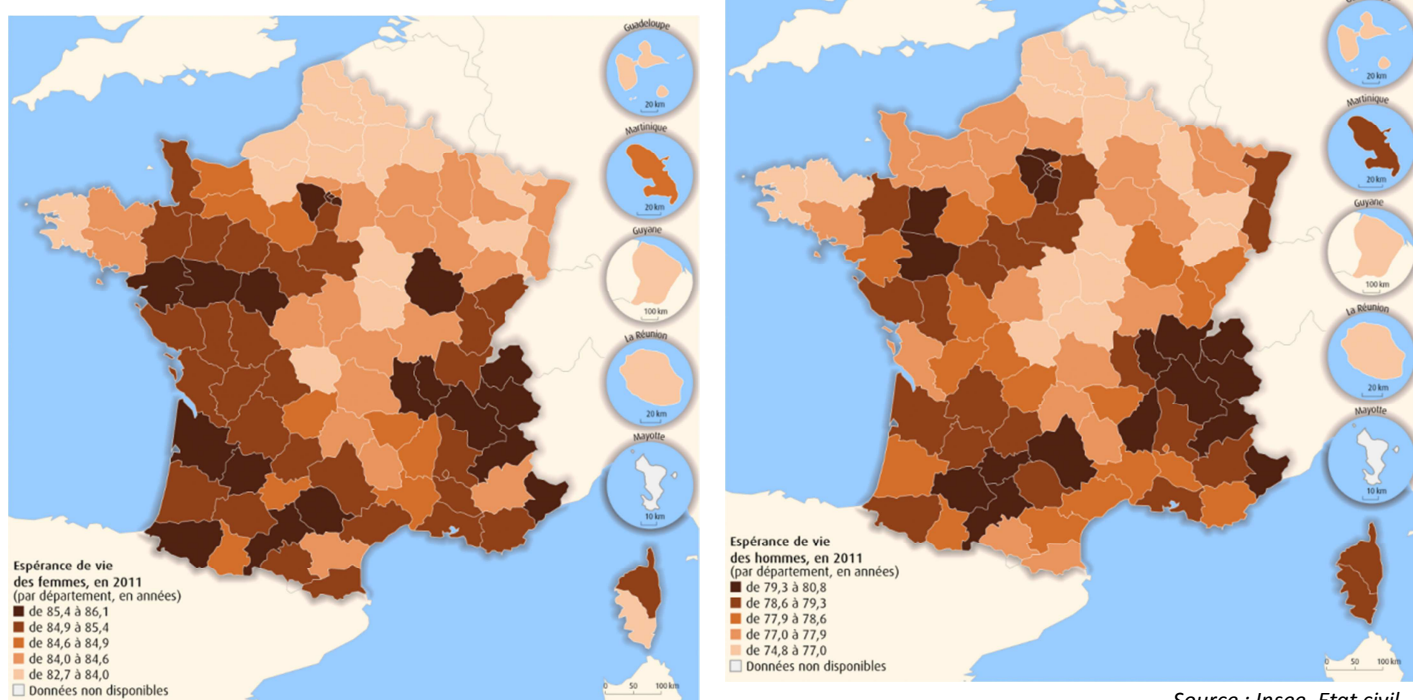 Guadeloupe
20 km
Martinique
20 km
Guyane
100 km
La Réunion
20 km
Mayotte
10 km
Espérance de vie
des femmes, en 2011
(par département, en années)
de 85,4 à 86,1
de 84,9 à 85,4
de 84,6 à 84,9
de 84,0 à 84,6
de 82,7 à 84,0
Données non disponibles
0 50 100 km
20 km
Martinique
20 km
Guyane
100 km
La Réunion
20 km
Mayotte
10 km
Espérance de vie
des hommes, en 2011
(par département, en années)
de 79,3 à 80,8
de 78,6 à 79,3
de 77,9 à 78,6
de 77,0 à 77,9
de 74,8 à 77,0
Données non disponibles
0 50 100 km
Source : Insee, Etat civil